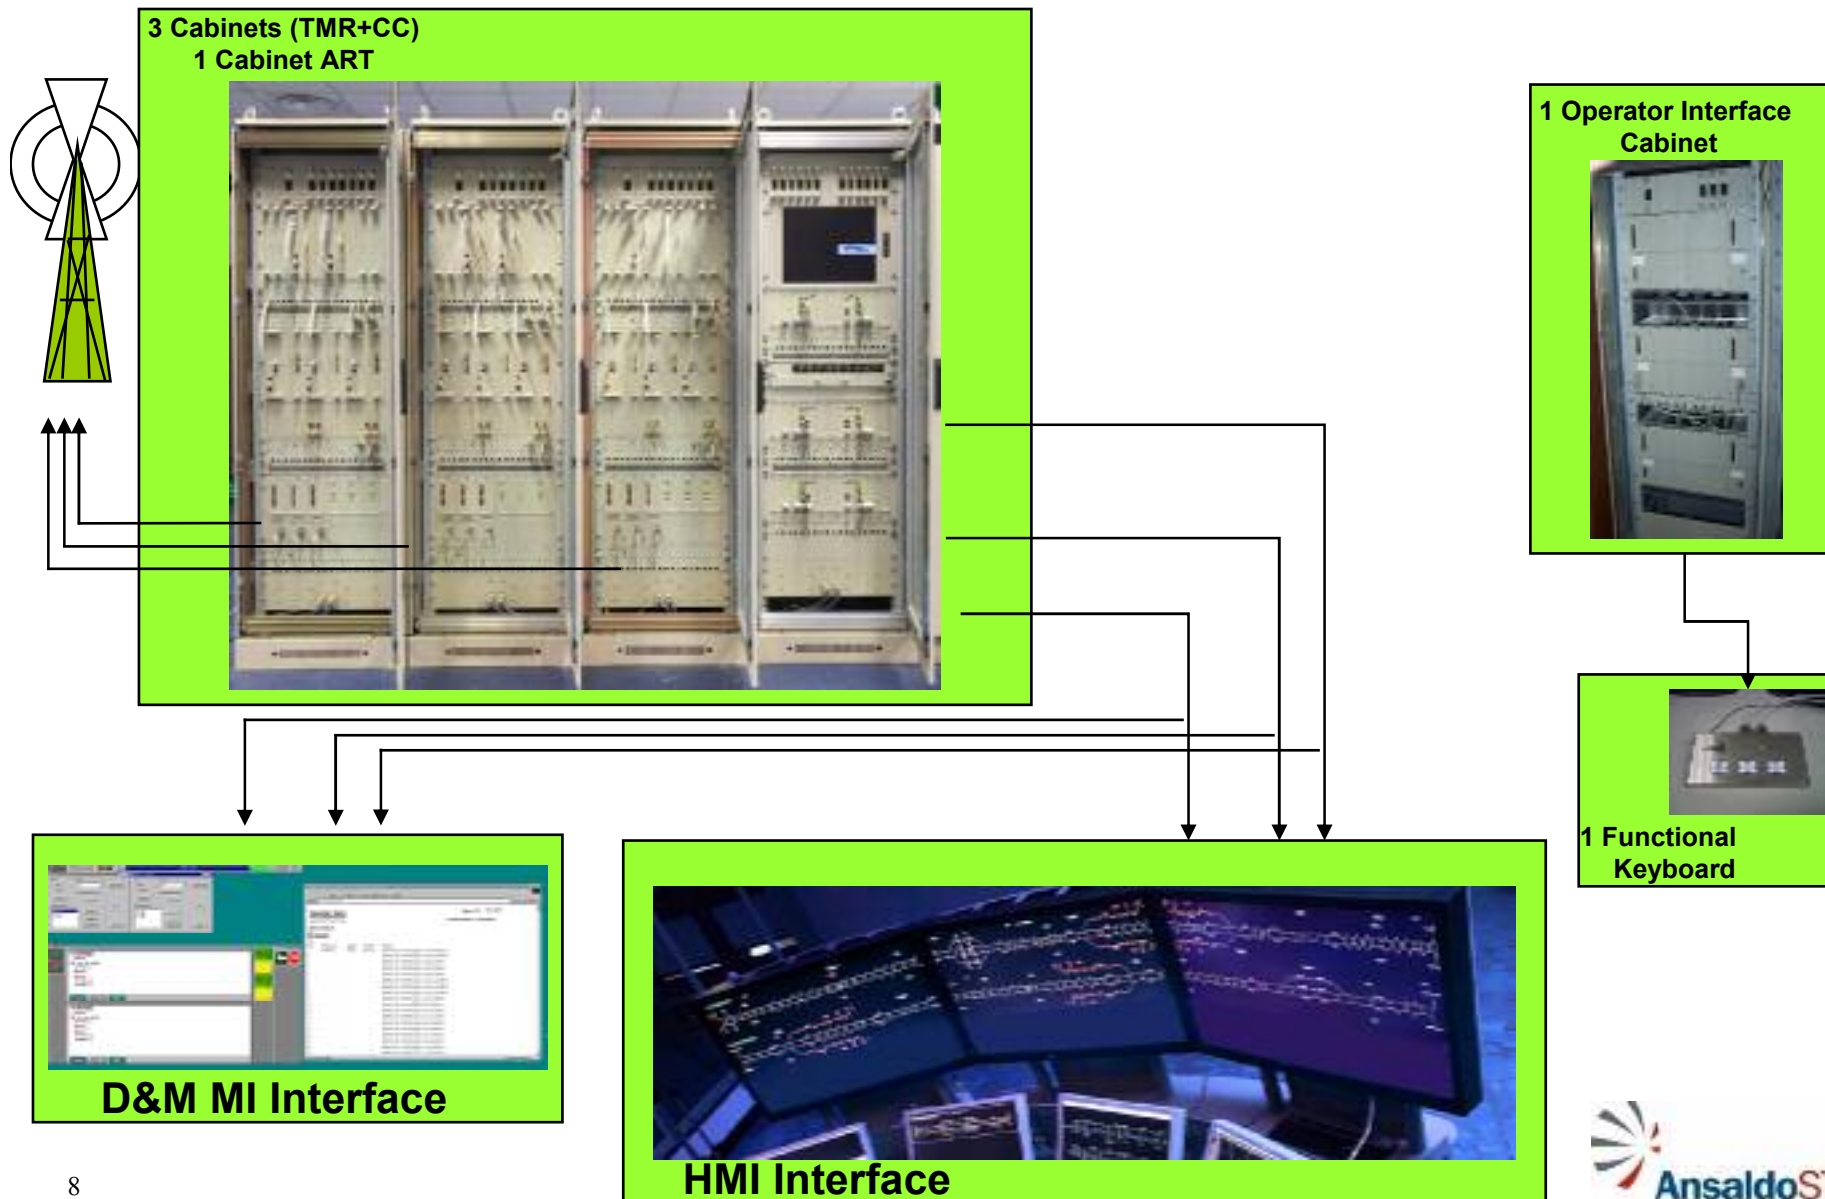 3 Cabinets (TMR+CC)
1 Cabinet ART
1 Operator Interface
Cabinet
1 Functional
Keyboard
D&M MI Interface
HMI Interface
8
AnsaldoST